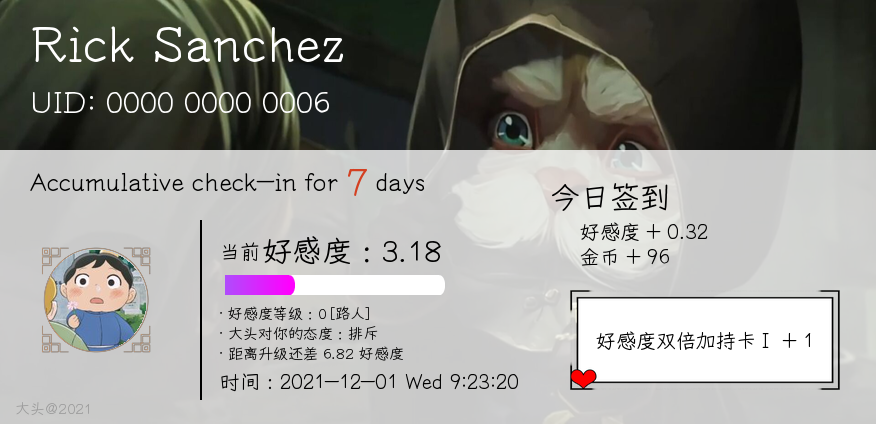 Rick Sanchez
UID: 0000 0000 0006
Accumulative check-in for 7 days
当前好感度：3.18
· 好感度等级：0 [路人]
· 大头对你的态度：排斥
· 距离升级还差 6.82 好感度
时间：2021-12-01 Wed 9:23:20
今日签到
好感度 + 0.32
金币 + 96
好感度双倍加持卡Ⅰ + 1
大头@2021